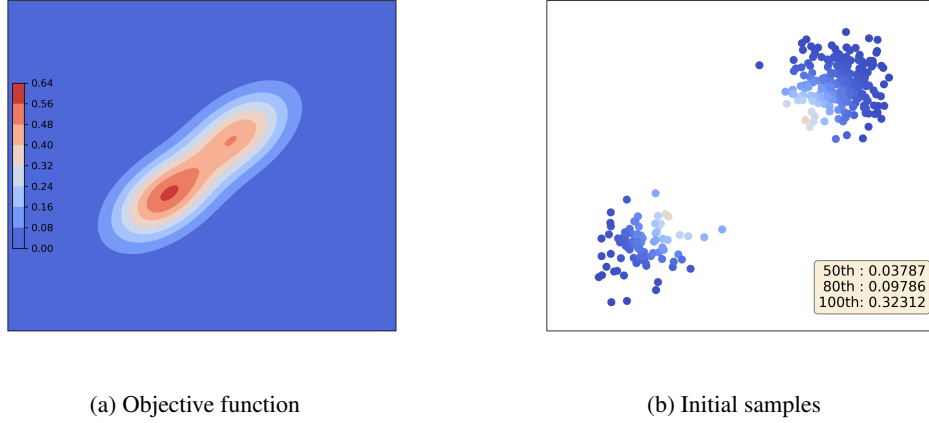 0.64
0.56
0.48
0.40
0.32
0.24
0.16
0.08
0.00
50th : 0.03787
80th : 0.09786
100th: 0.32312
(a) Objective function
(b) Initial samples